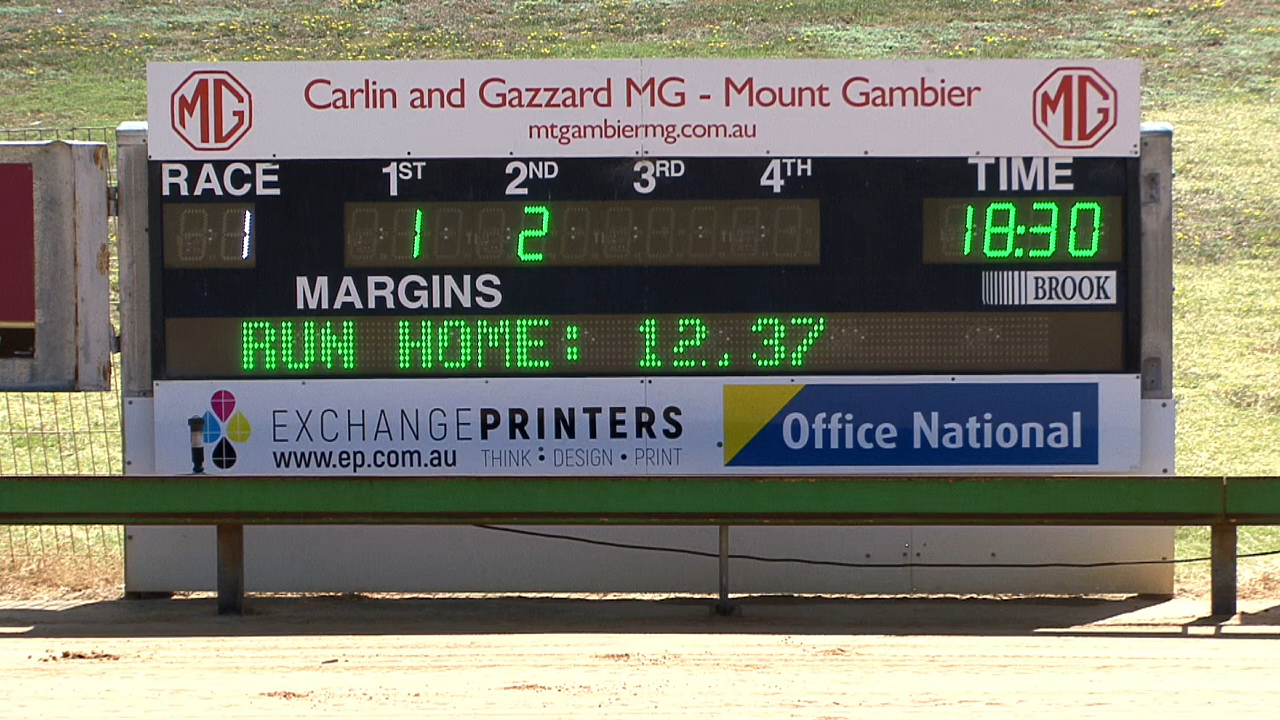 MG Carlin and Gazzard MG - Mount Gambier MG
mtgambiermg.com.au
RACE 1ST 2ND 3RD 4TH TIME
1 1 2 18:30
MARGINS BROOK
RUN HOME: 12.37
EXCHANGEPRINTERS Office National
www.ep.com.au THINK • DESIGN • PRINT